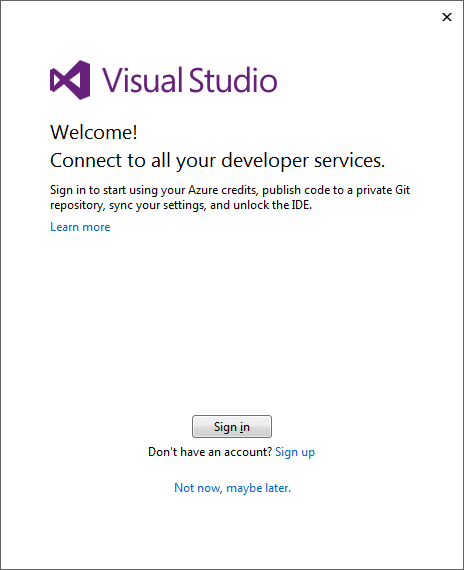 Visual Studio
Welcome!
Connect to all your developer services.
Sign in to start using your Azure credits, publish code to a private Git
repository, sync your settings, and unlock the IDE.
Learn more
Sign in
Don't have an account? Sign up
Not now, maybe later.